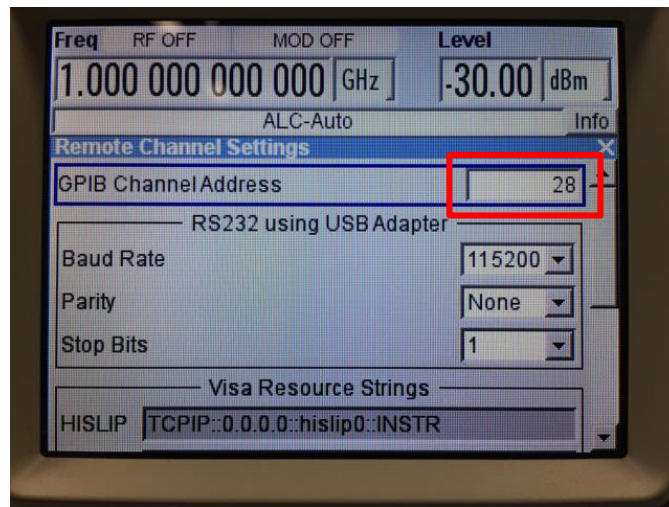 Freq RF OFF MOD OFF Level
1.000 000 000 000 GHz -30.00 dBm
ALC-Auto Info
Remote Channel Settings X
GPIB Channel Address 28
RS232 using USB Adapter
Baud Rate 115200
Parity None
Stop Bits 1
Visa Resource Strings
HISLIP TCPIP::0.0.0.0::hislip0::INSTR